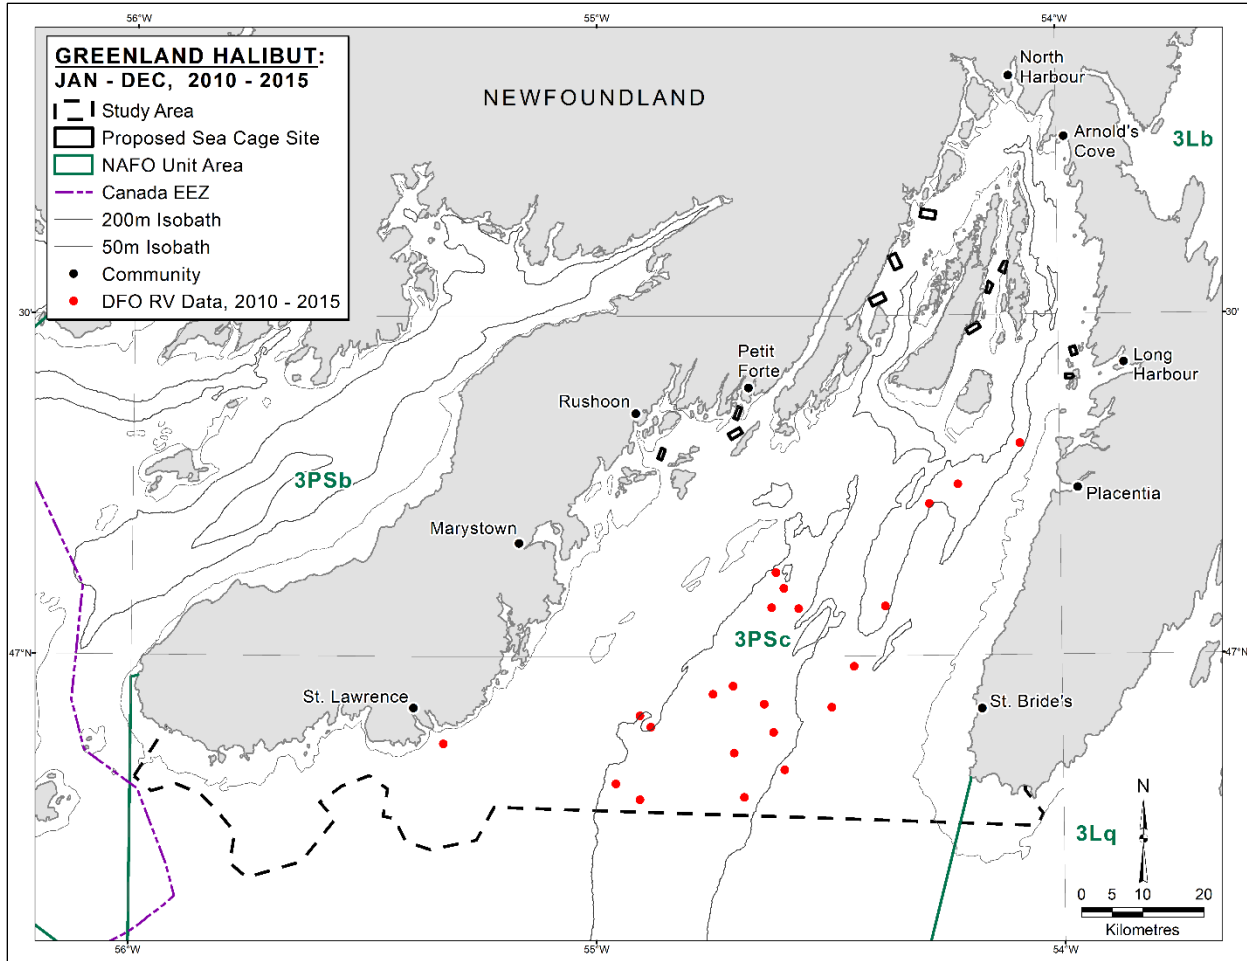 56°W
55°W
54°W
GREENLAND HALIBUT:
JAN - DEC, 2010 - 2015
Study Area
Proposed Sea Cage Site
NAFO Unit Area
Canada EEZ
200m Isobath
50m Isobath
Community
DFO RV Data, 2010 - 2015
NEWFOUNDLAND
North
Harbour
Arnold's
Cove
3Lb
30'
30'
Petit
Forte
Long
Harbour
Rushoon
3PSb
Placentia
Marystown
3PSc
47°N
47°N
St. Lawrence
St. Bride's
N
3Lq
0 5 10 20
Kilometres
56°W
55°W
54°W